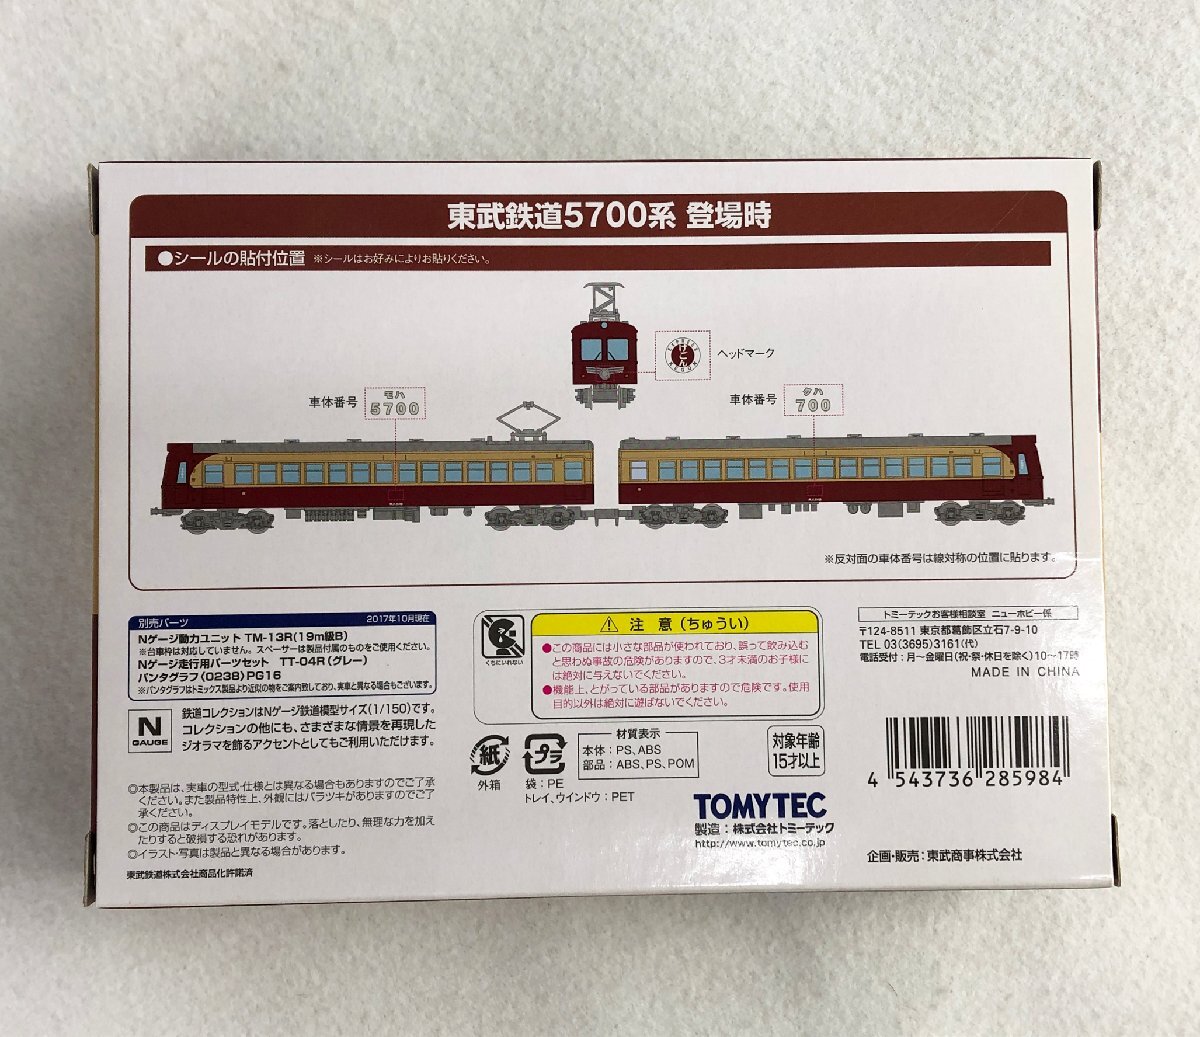 東武鉄道5700系 登場時
●シールの貼付位置 ※シールはお好みによりお貼りください。
EXPRESS
けごん
KEGON
ヘッドマーク
車体番号
モハ
5700
車体番号
クハ
700
※反対面の車体番号は線対称の位置に貼ります。
別売パーツ 2017年10月現在
Nゲージ動力ユニット TM-13R(19m級B)
※台車枠は対応していません。スペーサーは製品付属のものをご使用ください。
Nゲージ走行用パーツセット TT-04R(グレー)
パンタグラフ(0238)PG16
※パンタグラフはトミックス製品より近似の物をご案内致しており、実車と異なる場合もございます。
N
GAUGE
鉄道コレクションはNゲージ鉄道模型サイズ(1/150)です。
コレクションの他にも、さまざまな情景を再現した
ジオラマを飾るアクセントとしてもご利用いただけます。
◎本製品は、実車の型式・仕様とは異なる場合もありますのでご了承
ください。また製品特性上、外観にはバラツキがありますのでご了
承ください。
◎この商品はディスプレイモデルです。落としたり、無理な力を加え
たりすると破損する恐れがあります。
◎イラスト・写真は製品と異なる場合があります。
東武鉄道株式会社商品化許諾済
くちにいれない
注 意 (ちゅうい)
●この商品には小さな部品が使われており、誤って飲み込む
と思わぬ事故の危険がありますので、3才未満のお子様に
は絶対に与えないでください。
●機能上、とがっている部品がありますので危険です。使用
目的以外は絶対に遊ばないでください。
紙
外箱
プラ
袋：PE
トレイ、ウインドウ：PET
材質表示
本体：PS、ABS
部品：ABS、PS、POM
対象年齢
15才以上
TOMYTEC
製造：株式会社トミーテック
http://www.tomytec.co.jp
トミーテックお客様相談室 ニューホビー係
〒124-8511 東京都葛飾区立石7-9-10
TEL 03(3695)3161(代)
電話受付：月～金曜日(祝・祭・休日を除く)10～17時
MADE IN CHINA
4 543736 285984
企画・販売：東武商事株式会社